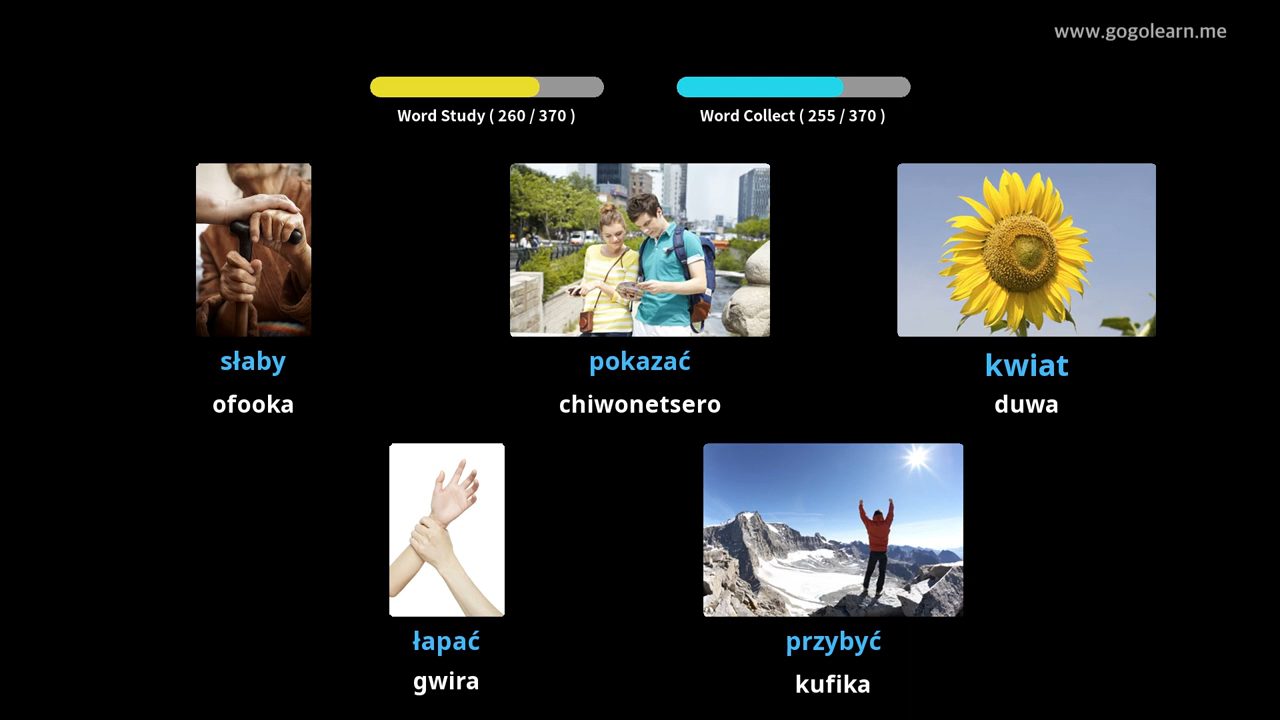 www.gogolearn.me
Word Study ( 260 / 370 )
Word Collect ( 255 / 370 )
słaby
ofooka
pokazać
chiwonetsero
kwiat
duwa
łapać
gwira
przybyć
kufika